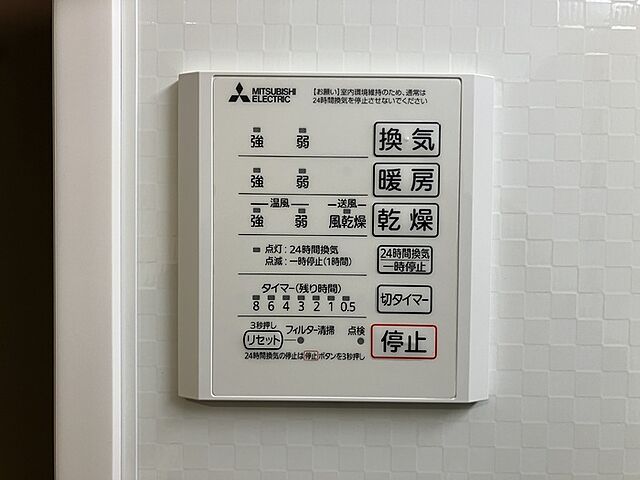 MITSUBISHI
ELECTRIC
【お願い】室内環境維持のため、通常は
24時間換気を停止させないでください
強 弱 換気
強 弱 暖房
温風 送風
強 弱 風乾燥 乾燥
点灯:24時間換気
点滅:一時停止(1時間)
24時間換気
一時停止
タイマー(残り時間)
8 6 4 3 2 1 0.5
切タイマー
3秒押し
リセット フィルター清掃 点検
停止
24時間換気の停止は停止ボタンを3秒押し